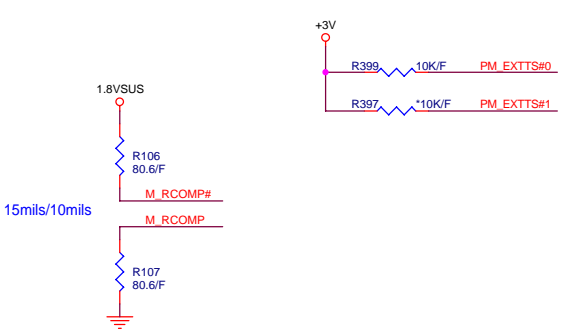 +3V
R399 10K/F PM_EXTTS#0
R397 *10K/F PM_EXTTS#1
1.8VSUS
R106
80.6/F
M_RCOMP#
15mils/10mils
M_RCOMP
R107
80.6/F